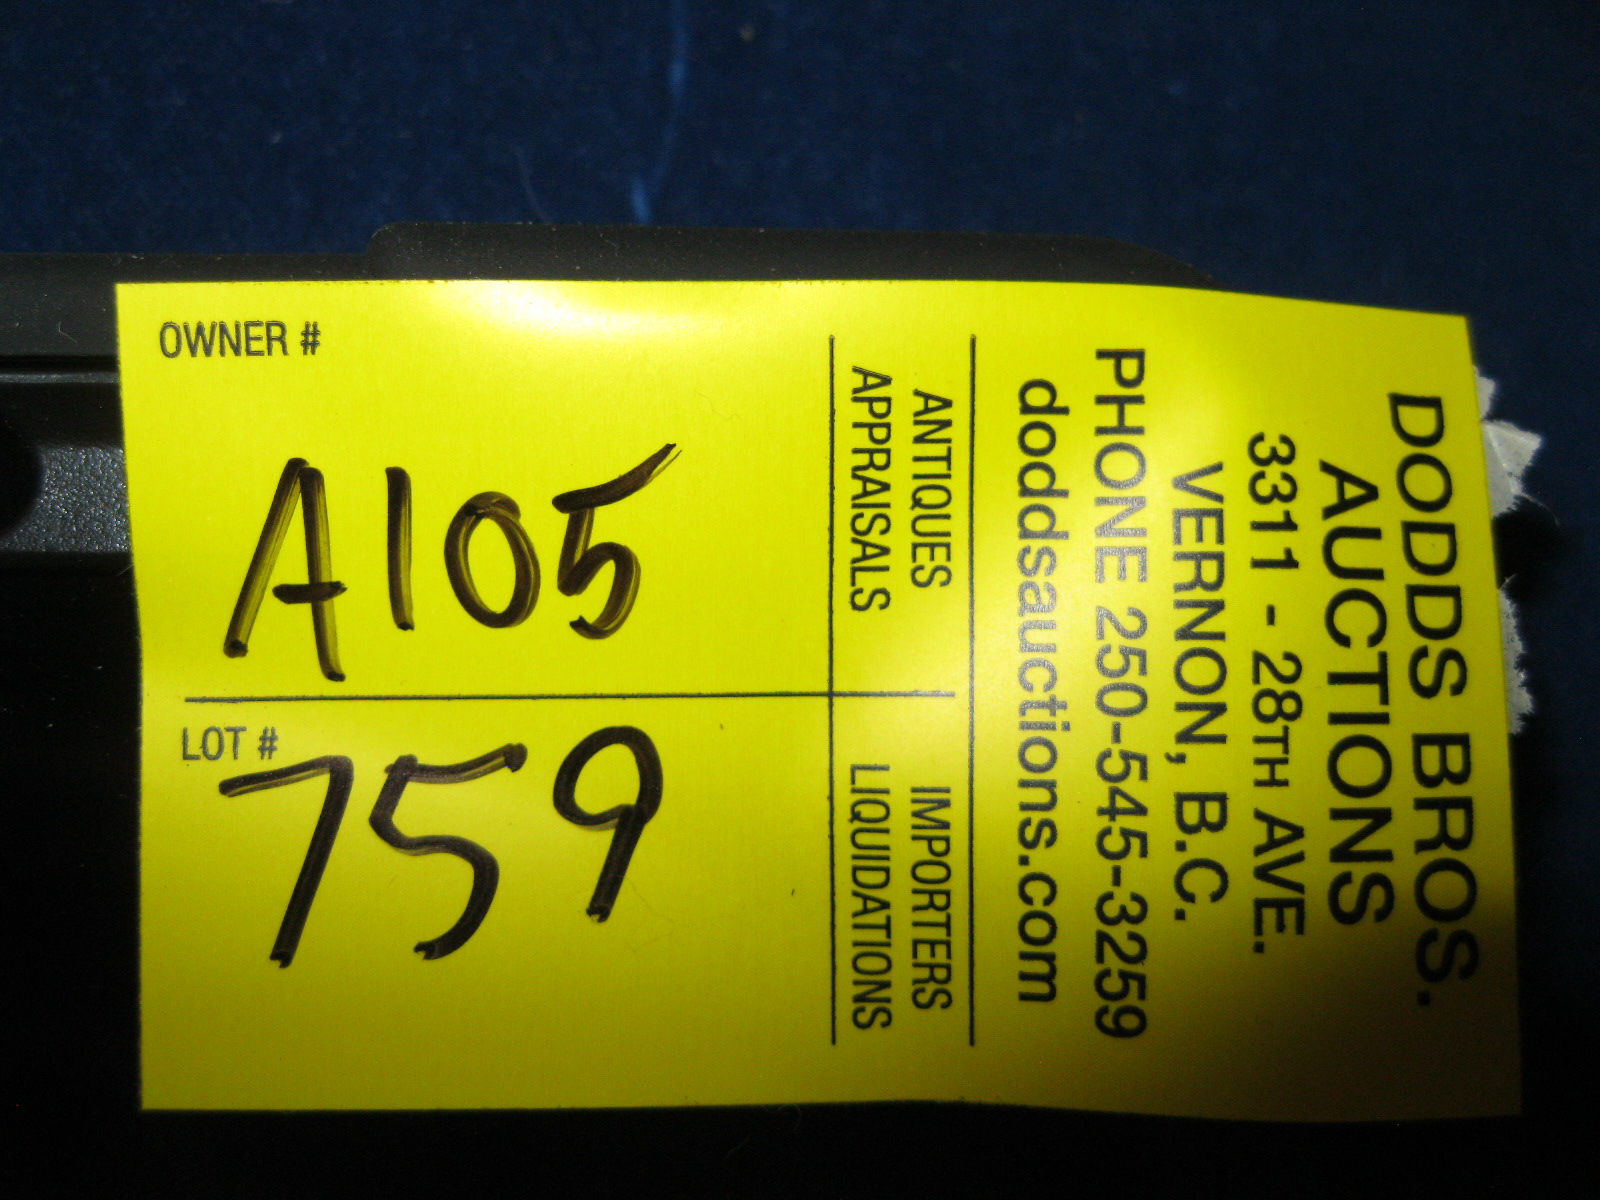 DODDS BROS.
AUCTIONS
3311 - 28TH AVE.
VERNON, B.C.
PHONE 250-545-3259
doddsauctions.com
ANTIQUES
APPRAISALS
IMPORTERS
LIQUIDATIONS
OWNER #
A105
LOT #
759